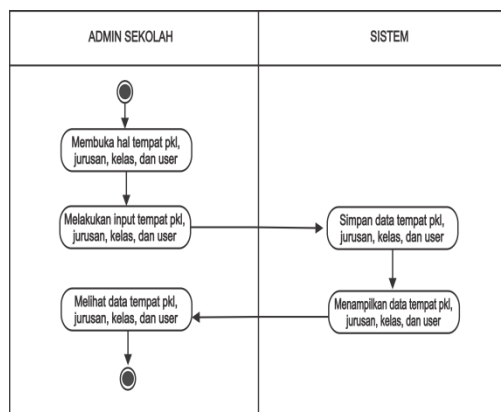 ADMIN SEKOLAH
SISTEM
Membuka hal tempat pkl,
jurusan, kelas, dan user
Melakukan input tempat pkl,
jurusan, kelas, dan user
Simpan data tempat pkl,
jurusan, kelas, dan user
Menampilkan data tempat pkl,
jurusan, kelas, dan user
Melihat data tempat pkl,
jurusan, kelas, dan user